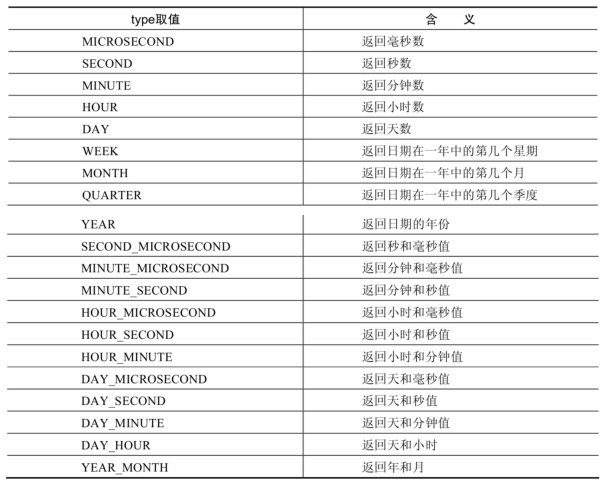 type取值 含 义
MICROSECOND 返回毫秒数
SECOND 返回秒数
MINUTE 返回分钟数
HOUR 返回小时数
DAY 返回天数
WEEK 返回日期在一年中的第几个星期
MONTH 返回日期在一年中的第几个月
QUARTER 返回日期在一年中的第几个季度
YEAR 返回日期的年份
SECOND_MICROSECOND 返回秒和毫秒值
MINUTE_MICROSECOND 返回分钟和毫秒值
MINUTE_SECOND 返回分钟和秒值
HOUR_MICROSECOND 返回小时和毫秒值
HOUR_SECOND 返回小时和秒值
HOUR_MINUTE 返回小时和分钟值
DAY_MICROSECOND 返回天和毫秒值
DAY_SECOND 返回天和秒值
DAY_MINUTE 返回天和分钟值
DAY_HOUR 返回天和小时
YEAR_MONTH 返回年和月